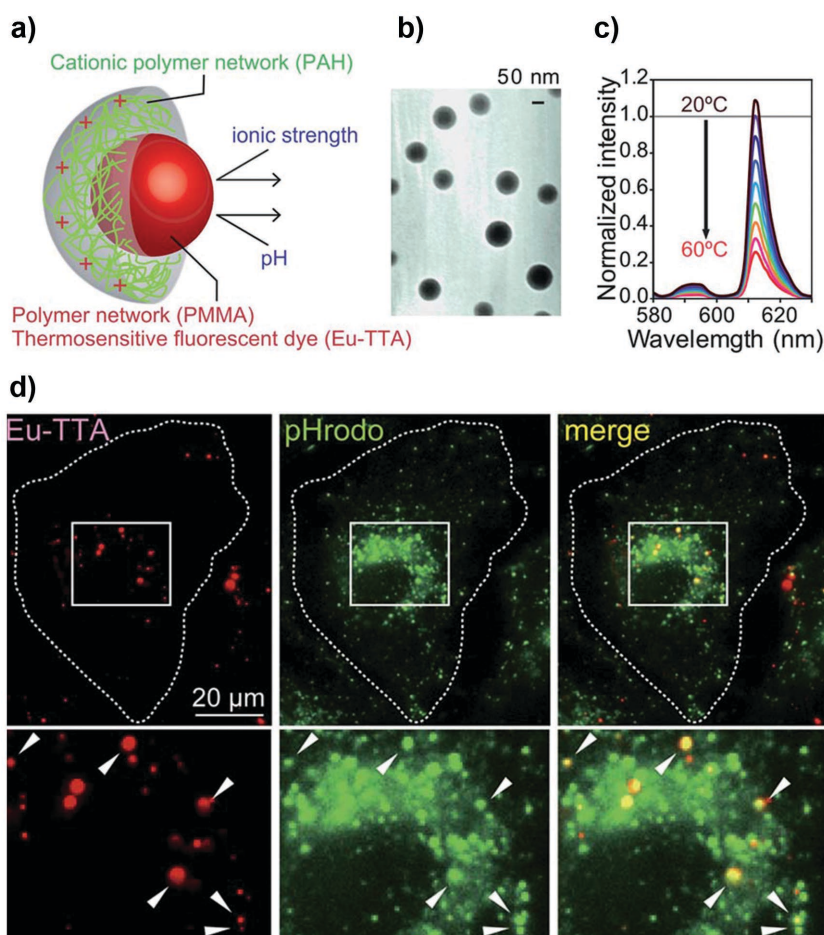 a)
Cationic polymer network (PAH)
ionic strength
pH
Polymer network (PMMA)
Thermosensitive fluorescent dye (Eu-TTA)
b)
50 nm
c)
Normalized intensity
1.2
1.0
0.8
0.6
0.4
0.2
0.0
20ºC
60ºC
580 600 620
Wavelemgth (nm)
d)
Eu-TTA
pHrodo
merge
20 µm